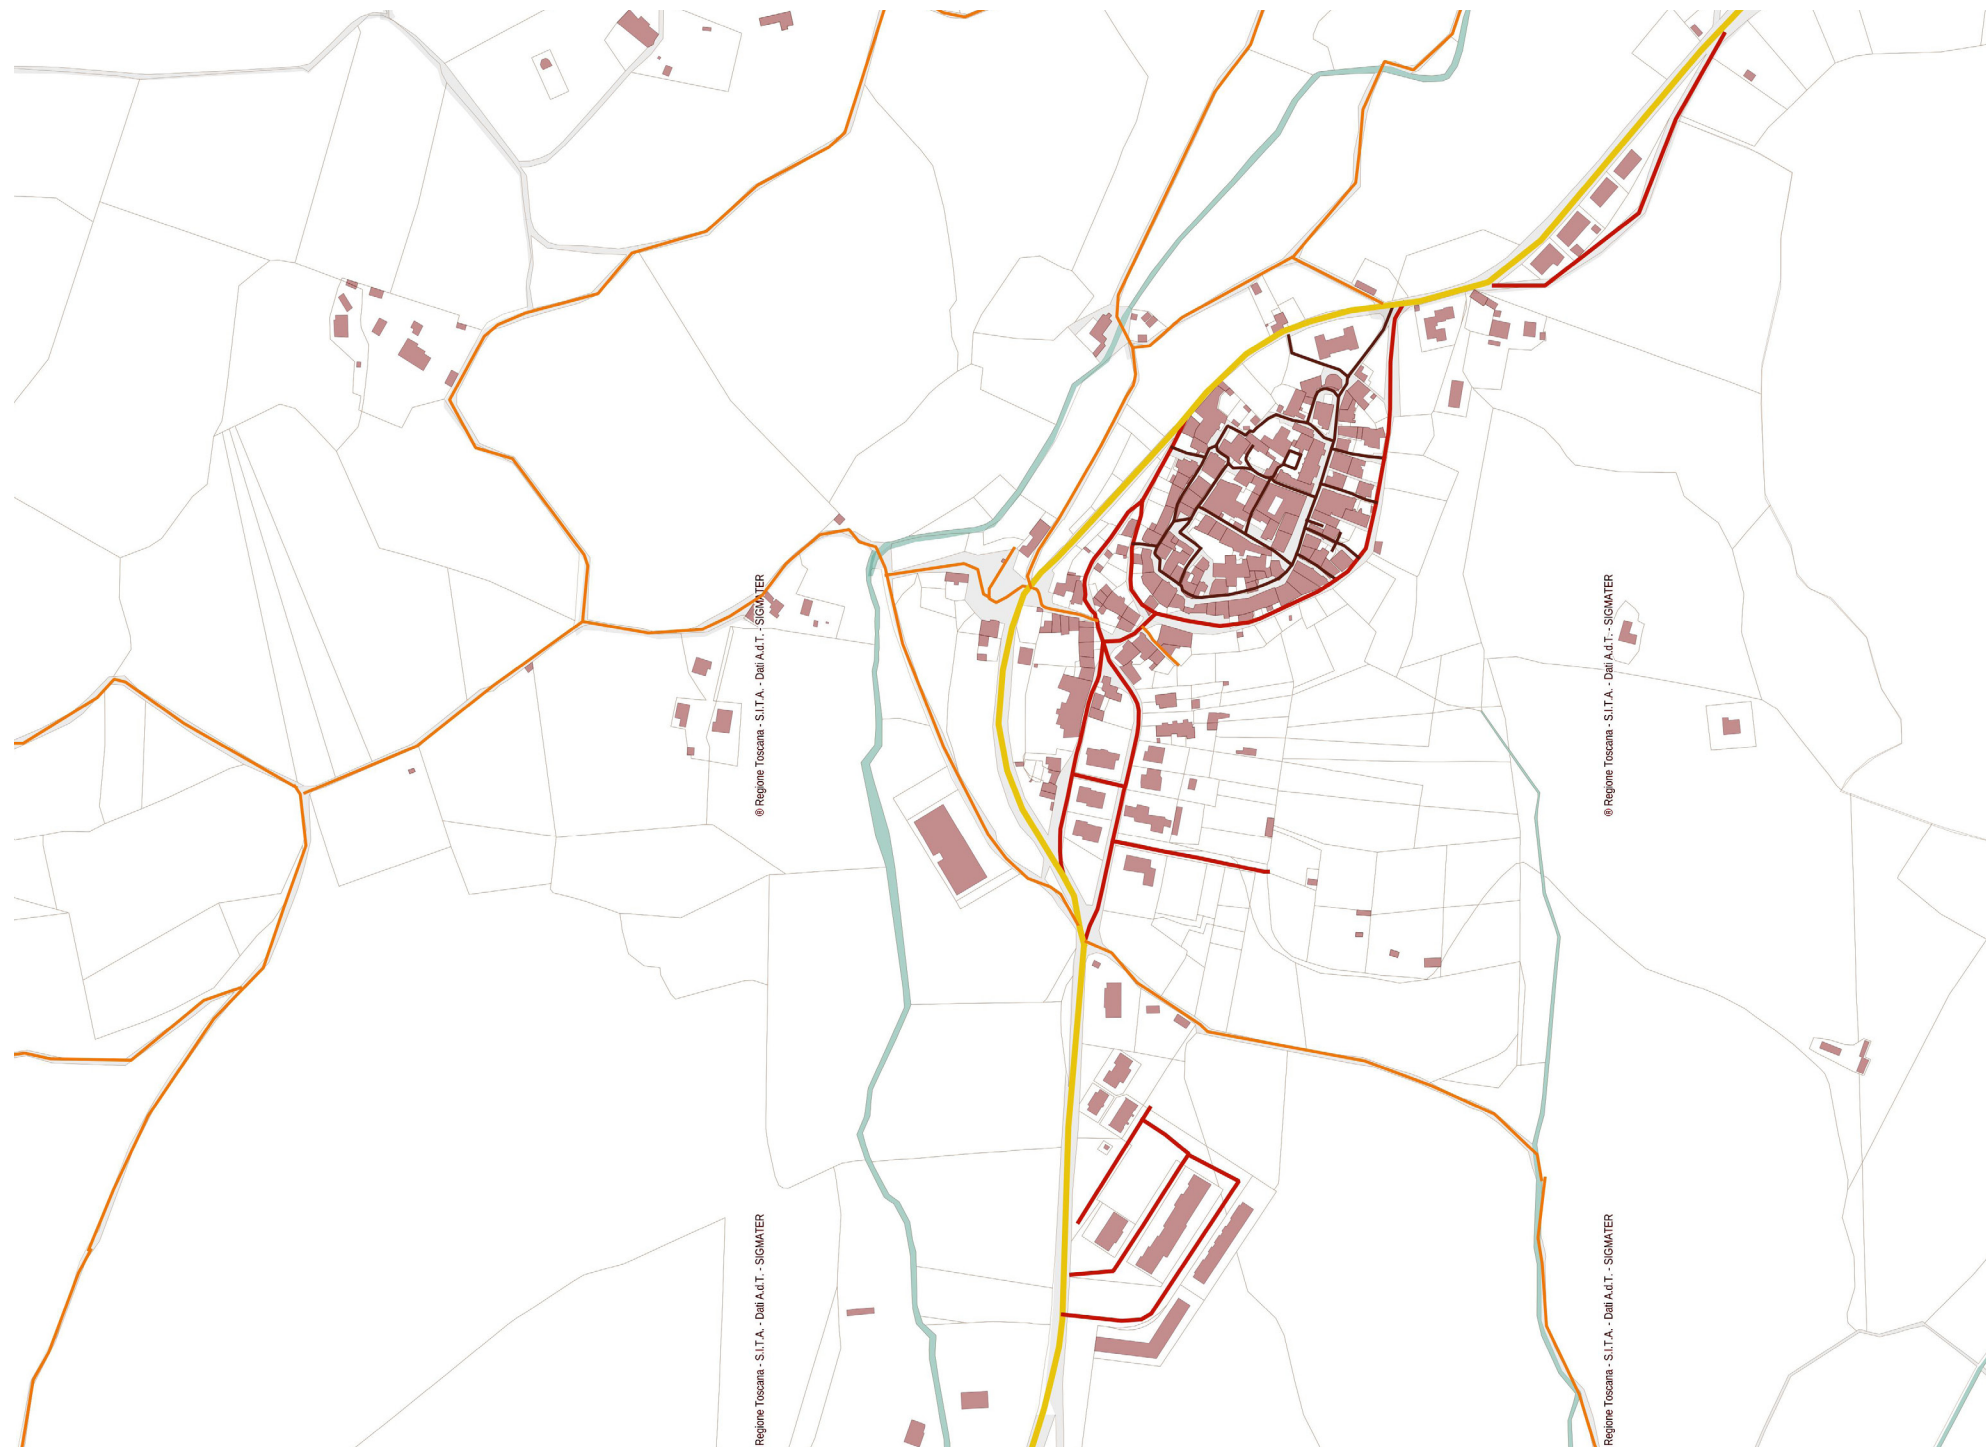 ® Regione Toscana - S.I.T.A. - Dati A.d.T. - SIGMATER
® Regione Toscana - S.I.T.A. - Dati A.d.T. - SIGMATER
Regione Toscana - S.I.T.A. - Dati A.d.T. - SIGMATER
Regione Toscana - S.I.T.A. - Dati A.d.T. - SIGMATER